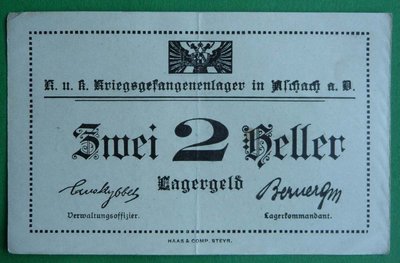 K. u. k. Kriegsgefangenenlager in Aschach a. D.
Zwei 2 Heller
Lagergeld
Verwaltungsoffizier. Lagerkommandant.
HAAS & COMP. STEYR.